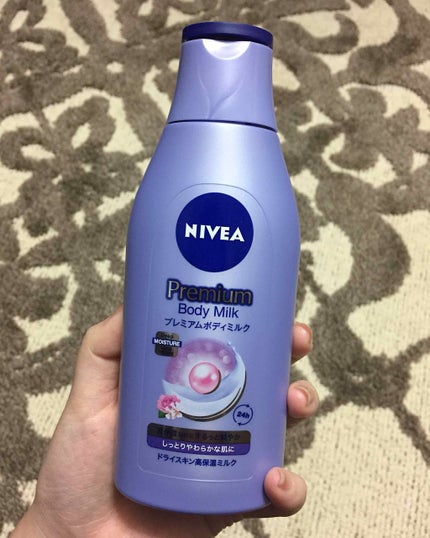 NIVEA
Premium
Body Milk
プレミアムボディミルク
MOISTURE
24h
しっとりやわらかな肌に
ドライスキン高保湿ミルク